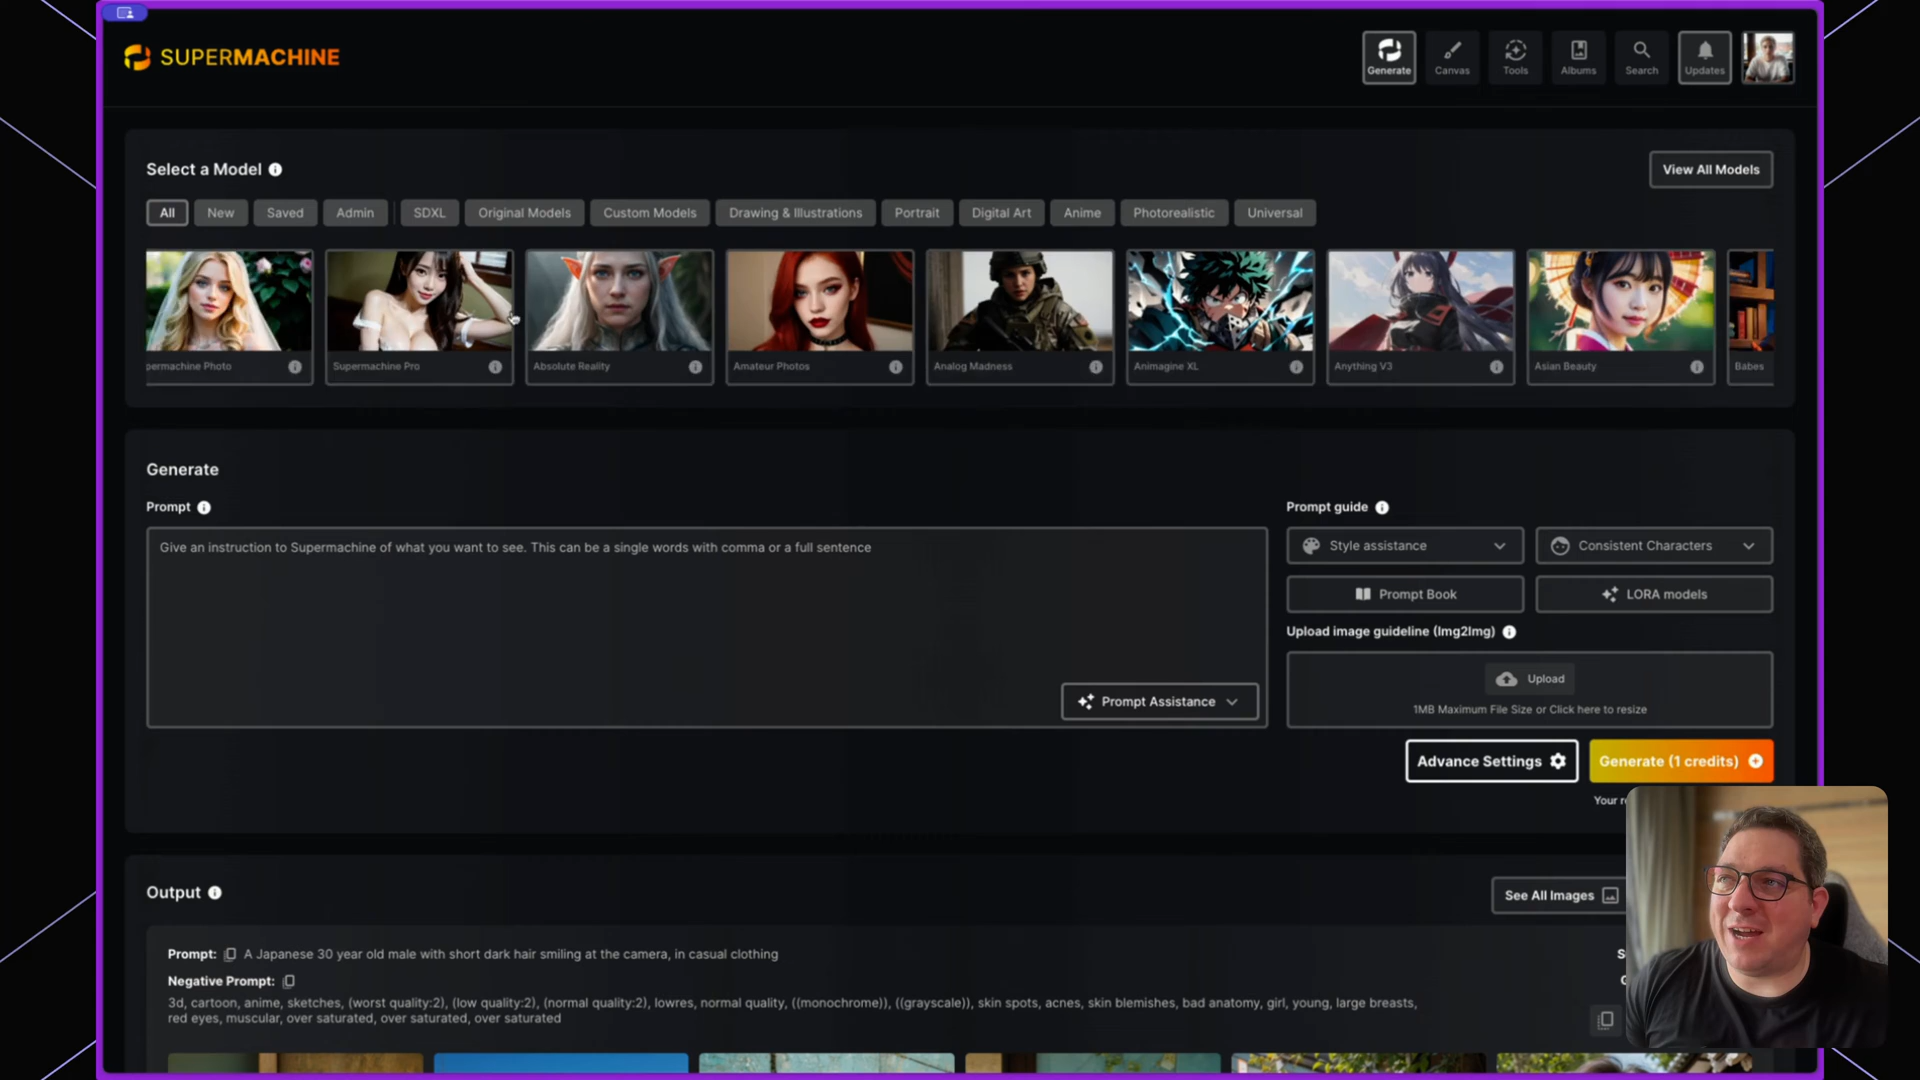 SUPERMACHINE
Generate
Canvas
Tools
Albums
Search
Updates
Select a Model
View All Models
All
New
Saved
Admin
SDXL
Original Models
Custom Models
Drawing & Illustrations
Portrait
Digital Art
Anime
Photorealistic
Universal
permachine Photo
Supermachine Pro
Absolute Reality
Amateur Photos
Analog Madness
Animagine XL
Anything V3
Asian Beauty
Babes
Generate
Prompt
Give an instruction to Supermachine of what you want to see. This can be a single words with comma or a full sentence
Prompt Assistance
Prompt guide
Style assistance
Consistent Characters
Prompt Book
LORA models
Upload image guideline (Img2Img)
Upload
1MB Maximum File Size or Click here to resize
Advance Settings
Generate (1 credits)
Your
Output
See All Images
Prompt: A Japanese 30 year old male with short dark hair smiling at the camera, in casual clothing
Negative Prompt:
3d, cartoon, anime, sketches, (worst quality:2), (low quality:2), (normal quality:2), lowres, normal quality, ((monochrome)), ((grayscale)), skin spots, acnes, skin blemishes, bad anatomy, girl, young, large breasts,
red eyes, muscular, over saturated, over saturated, over saturated